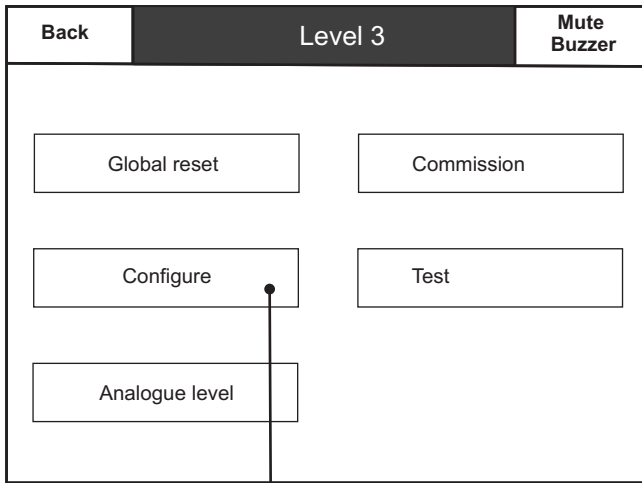 Back
Level 3
Mute
Buzzer
Global reset
Commission
Configure
Test
Analogue level